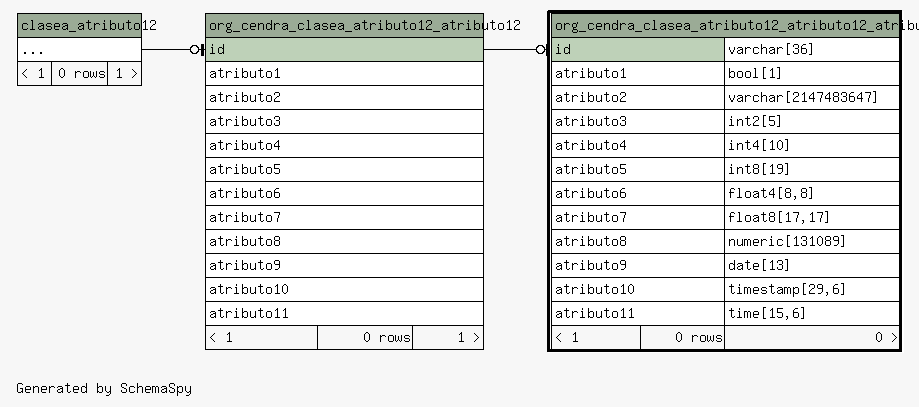 clasea_atributo12
...
< 1 0 rows 1 >
org_cendra_clasea_atributo12_atributo12
id
atributo1
atributo2
atributo3
atributo4
atributo5
atributo6
atributo7
atributo8
atributo9
atributo10
atributo11
< 1 0 rows 1 >
org_cendra_clasea_atributo12_atributo12_atribu
id varchar[36]
atributo1 bool[1]
atributo2 varchar[2147483647]
atributo3 int2[5]
atributo4 int4[10]
atributo5 int8[19]
atributo6 float4[8,8]
atributo7 float8[17,17]
atributo8 numeric[131089]
atributo9 date[13]
atributo10 timestamp[29,6]
atributo11 time[15,6]
< 1 0 rows 0 >
Generated by SchemaSpy